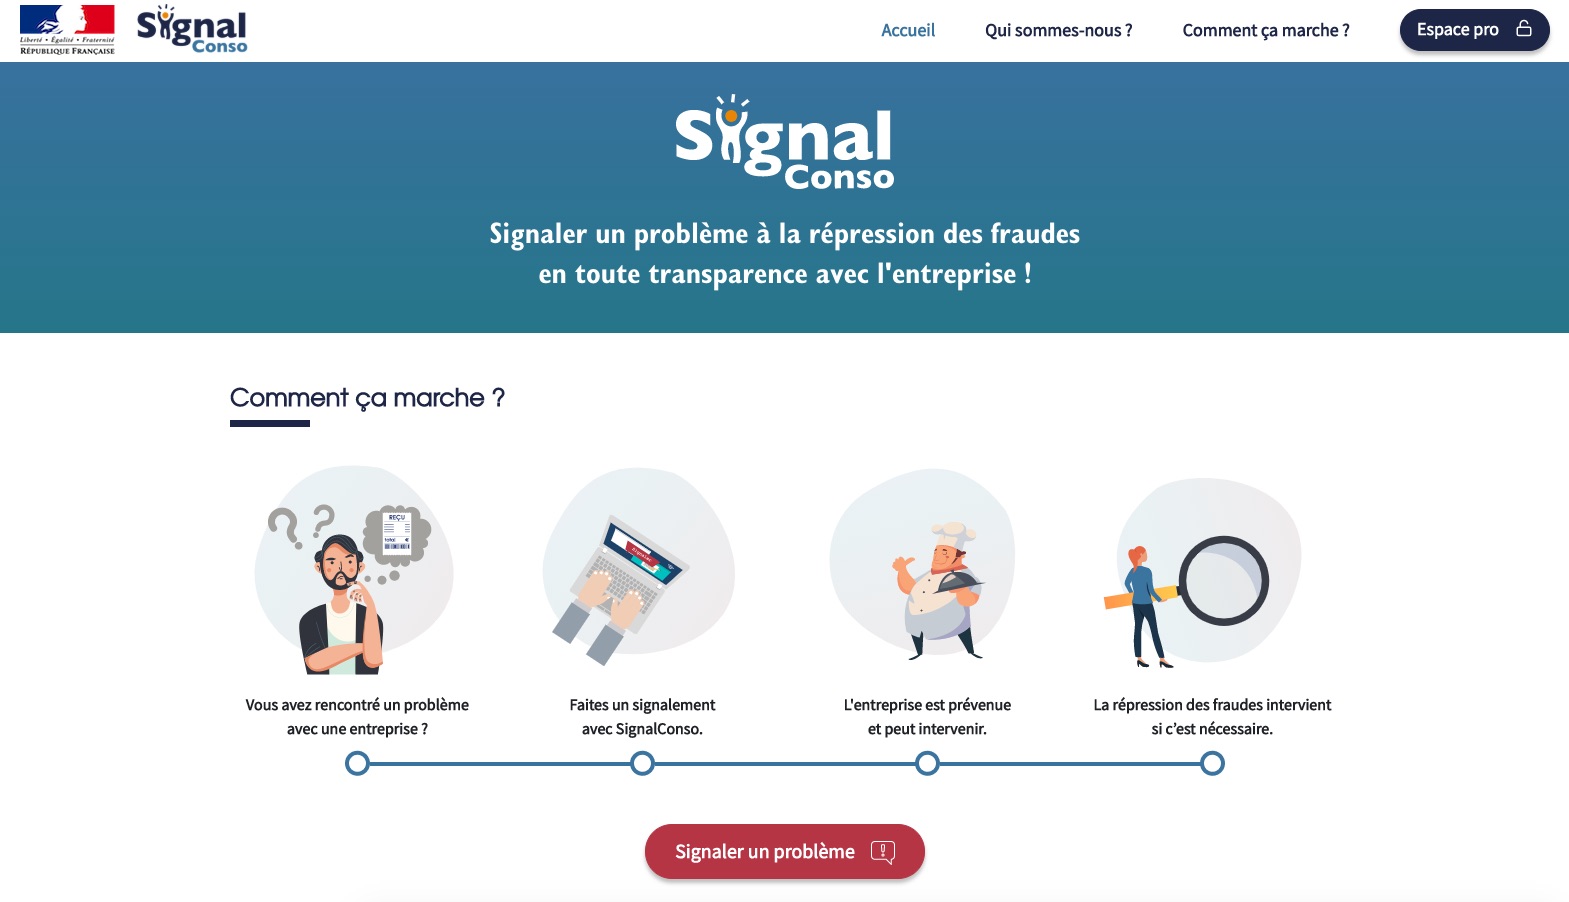 Liberté • Égalité • Fraternité
RÉPUBLIQUE FRANÇAISE
Signal
Conso
Accueil
Qui sommes-nous ?
Comment ça marche ?
Espace pro
Signal
Conso
Signaler un problème à la répression des fraudes
en toute transparence avec l'entreprise !
Comment ça marche ?
REÇU
total €
Vous avez rencontré un problème
avec une entreprise ?
Faites un signalement
avec SignalConso.
L'entreprise est prévenue
et peut intervenir.
La répression des fraudes intervient
si c’est nécessaire.
Signaler un problème